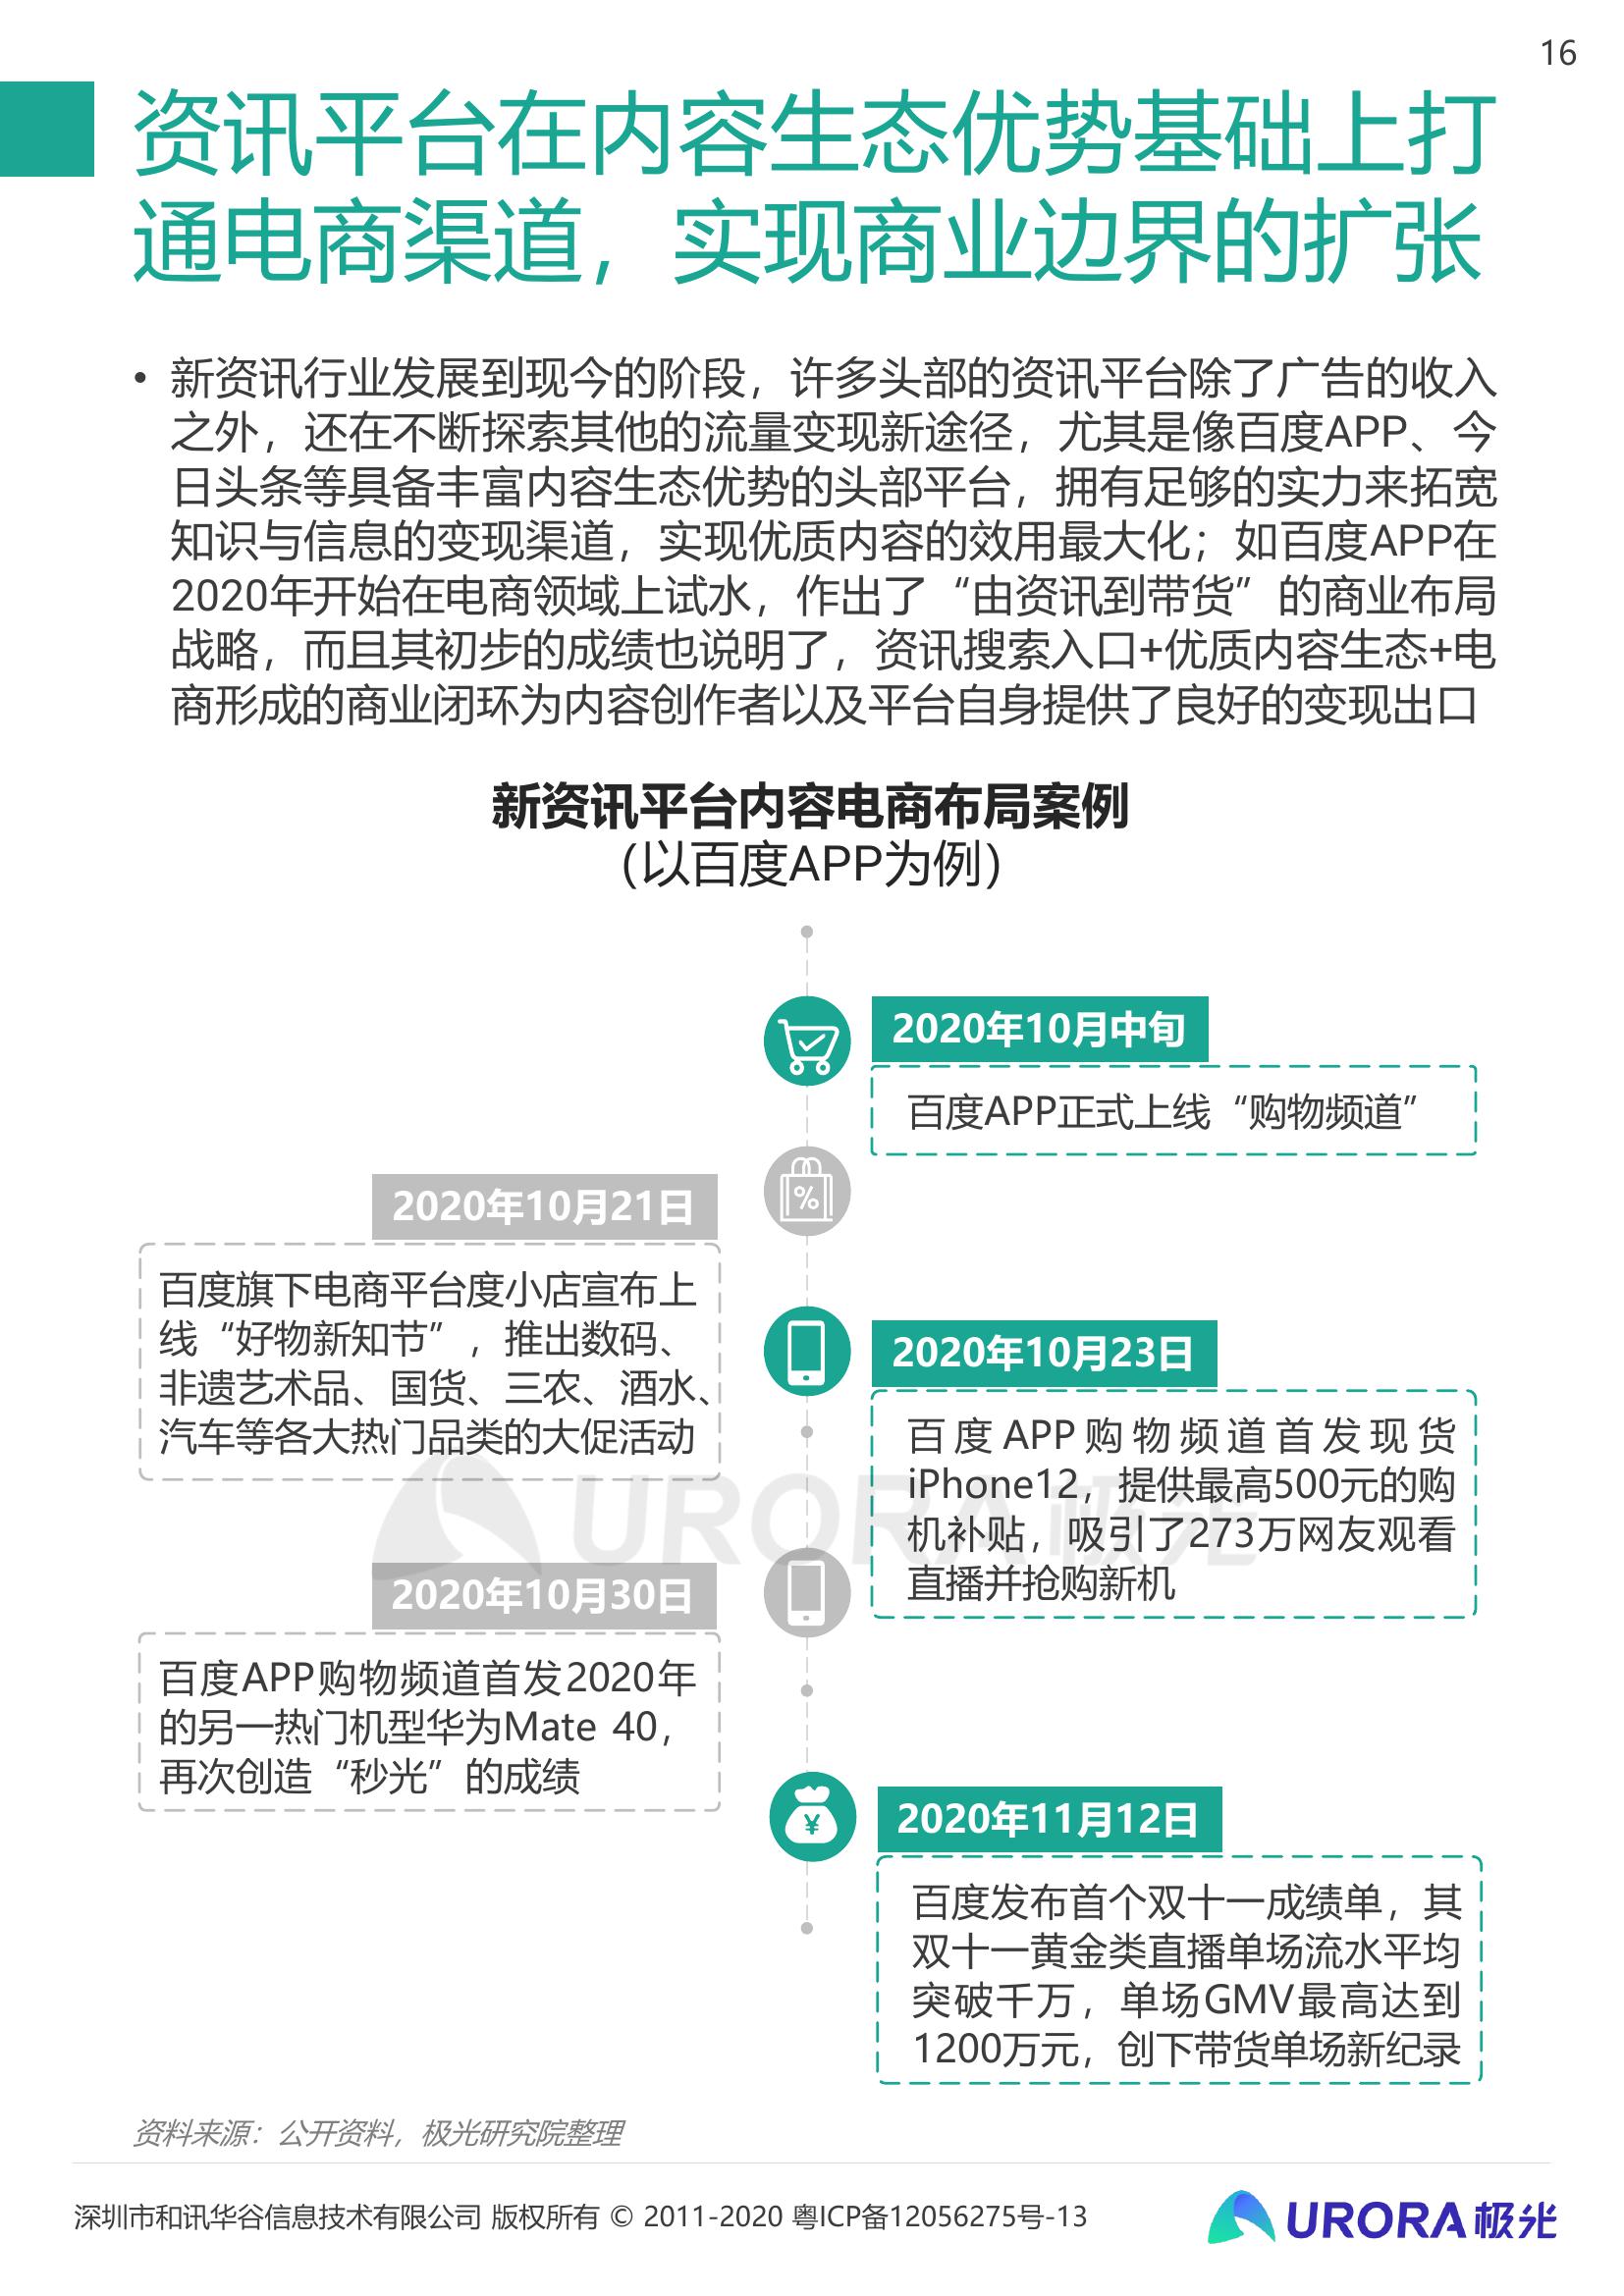 16
资讯平台在内容生态优势基础上打
通电商渠道，实现商业边界的扩张
• 新资讯行业发展到现今的阶段，许多头部的资讯平台除了广告的收入
之外，还在不断探索其他的流量变现新途径，尤其是像百度APP、今
日头条等具备丰富内容生态优势的头部平台，拥有足够的实力来拓宽
知识与信息的变现渠道，实现优质内容的效用最大化；如百度APP在
2020年开始在电商领域上试水，作出了“由资讯到带货”的商业布局
战略，而且其初步的成绩也说明了，资讯搜索入口+优质内容生态+电
商形成的商业闭环为内容创作者以及平台自身提供了良好的变现出口
新资讯平台内容电商布局案例
(以百度APP为例)
2020年10月中旬
百度APP正式上线“购物频道”
%
2020年10月21日
百度旗下电商平台度小店宣布上
线“好物新知节”，推出数码、
非遗艺术品、国货、三农、酒水、
汽车等各大热门品类的大促活动
2020年10月23日
百度APP购物频道首发现货
iPhone12，提供最高500元的购
机补贴，吸引了273万网友观看
直播并抢购新机
URORA极光
2020年10月30日
百度APP购物频道首发2020年
的另一热门机型华为Mate 40，
再次创造“秒光”的成绩
¥
2020年11月12日
百度发布首个双十一成绩单，其
双十一黄金类直播单场流水平均
突破千万，单场GMV最高达到
1200万元，创下带货单场新纪录
资料来源：公开资料，极光研究院整理
深圳市和讯华谷信息技术有限公司 版权所有 © 2011-2020 粤ICP备12056275号-13
URORA极光